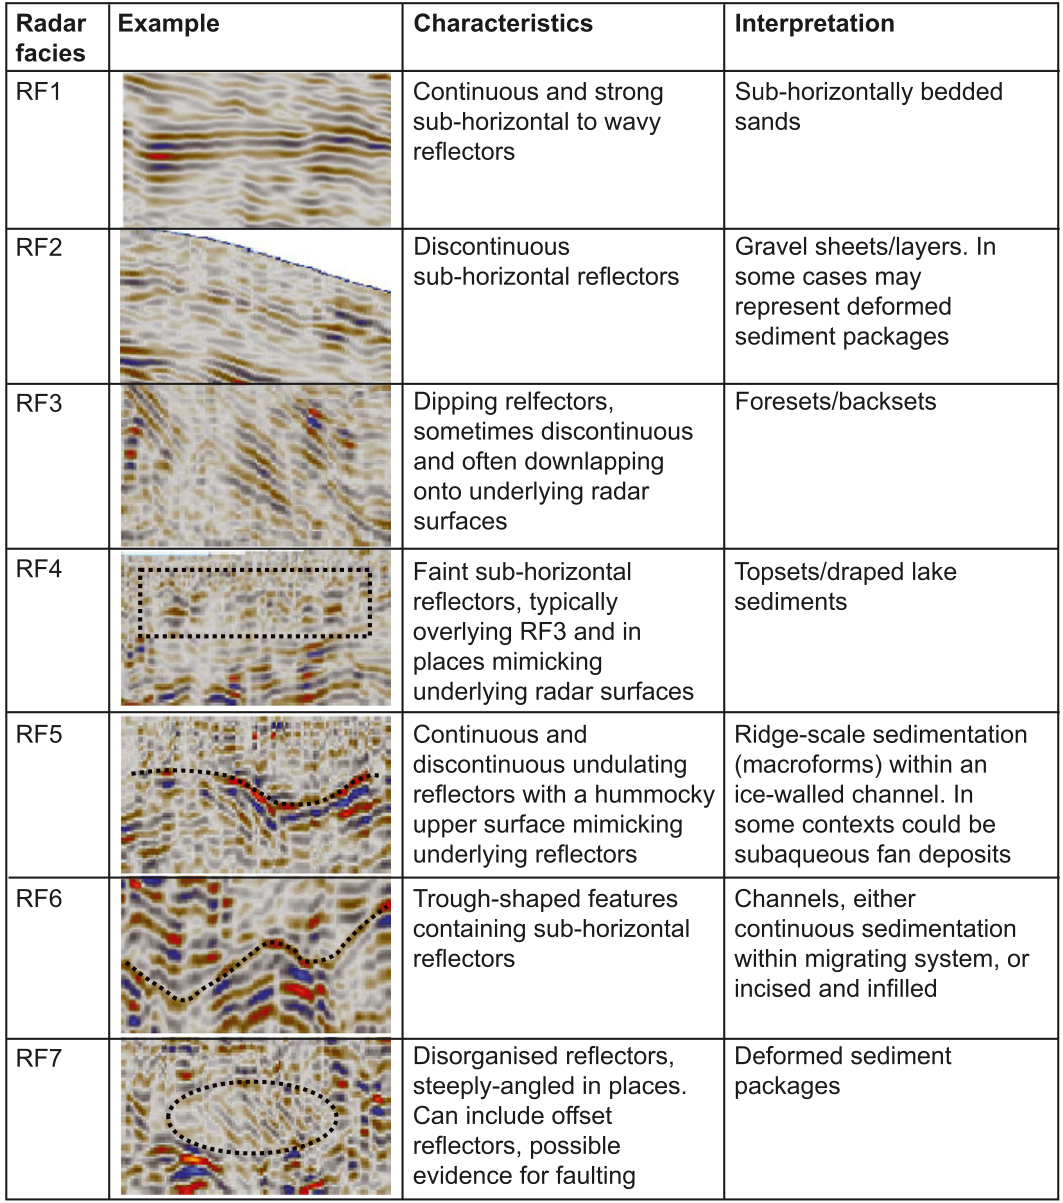 Radar facies
Example
Characteristics
Interpretation
RF1
Continuous and strong
sub-horizontal to wavy
reflectors
Sub-horizontally bedded
sands
RF2
Discontinuous
sub-horizontal reflectors
Gravel sheets/layers. In
some cases may
represent deformed
sediment packages
RF3
Dipping relfectors,
sometimes discontinuous
and often downlapping
onto underlying radar
surfaces
Foresets/backsets
RF4
Faint sub-horizontal
reflectors, typically
overlying RF3 and in
places mimicking
underlying radar surfaces
Topsets/draped lake
sediments
RF5
Continuous and
discontinuous undulating
reflectors with a hummocky
upper surface mimicking
underlying reflectors
Ridge-scale sedimentation
(macroforms) within an
ice-walled channel. In
some contexts could be
subaqueous fan deposits
RF6
Trough-shaped features
containing sub-horizontal
reflectors
Channels, either
continuous sedimentation
within migrating system, or
incised and infilled
RF7
Disorganised reflectors,
steeply-angled in places.
Can include offset
reflectors, possible
evidence for faulting
Deformed sediment
packages